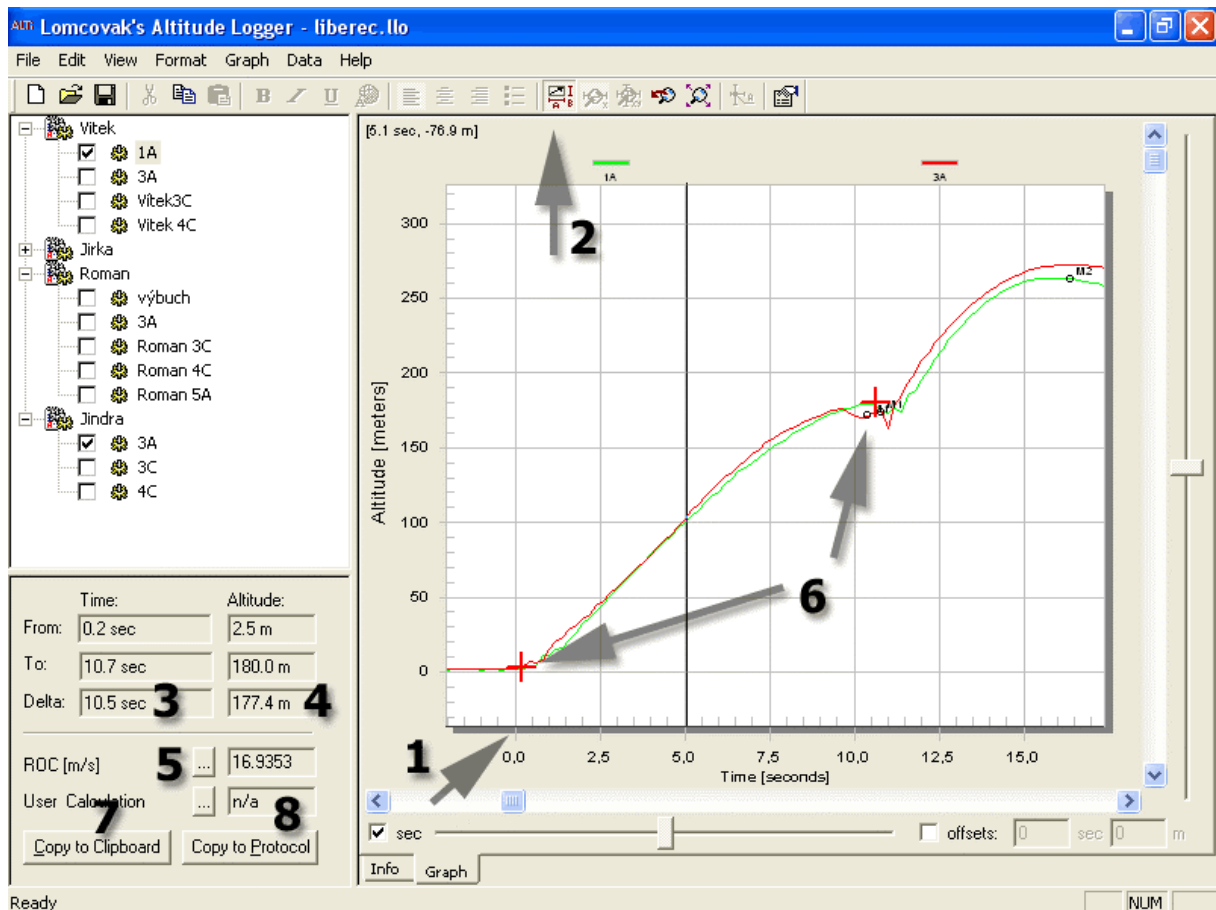 ALTI Lomcovak's Altitude Logger - liberec.llo
File Edit View Format Graph Data Help
B I U
Vitek
1A
3A
Vítek3C
Vitek 4C
Jirka
Roman
výbuch
3A
Roman 3C
Roman 4C
Roman 5A
Jindra
3A
3C
4C
Time: Altitude:
From: 0.2 sec 2.5 m
To: 10.7 sec 180.0 m
Delta: 10.5 sec 3 177.4 m 4
ROC [m/s] 5 ... 16.9353
User Calculation ... n/a
7 8
Copy to Clipboard Copy to Protocol
[5.1 sec, -76.9 m]
1A 3A
2
Altitude [meters]
300
250
200
150
100
50
0
M2
M1
6
1
0,0 2,5 5,0 7,5 10,0 12,5 15,0
Time [seconds]
sec offsets: 0 sec 0 m
Info Graph
Ready NUM